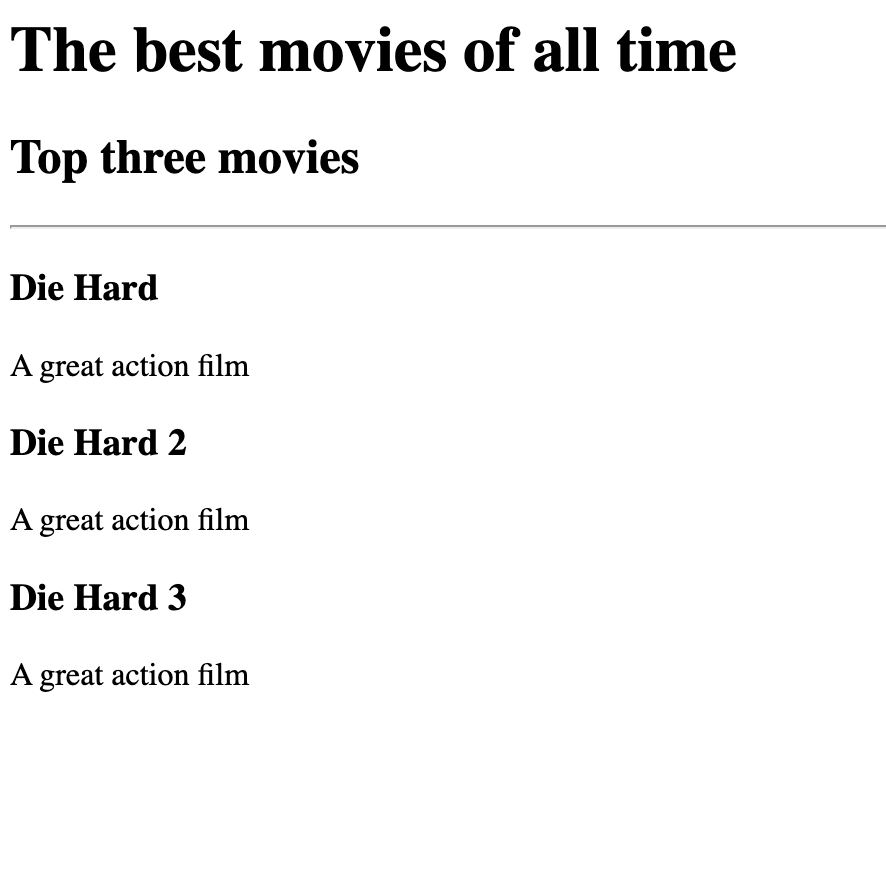 The best movies of all time
Top three movies
Die Hard
A great action film
Die Hard 2
A great action film
Die Hard 3
A great action film